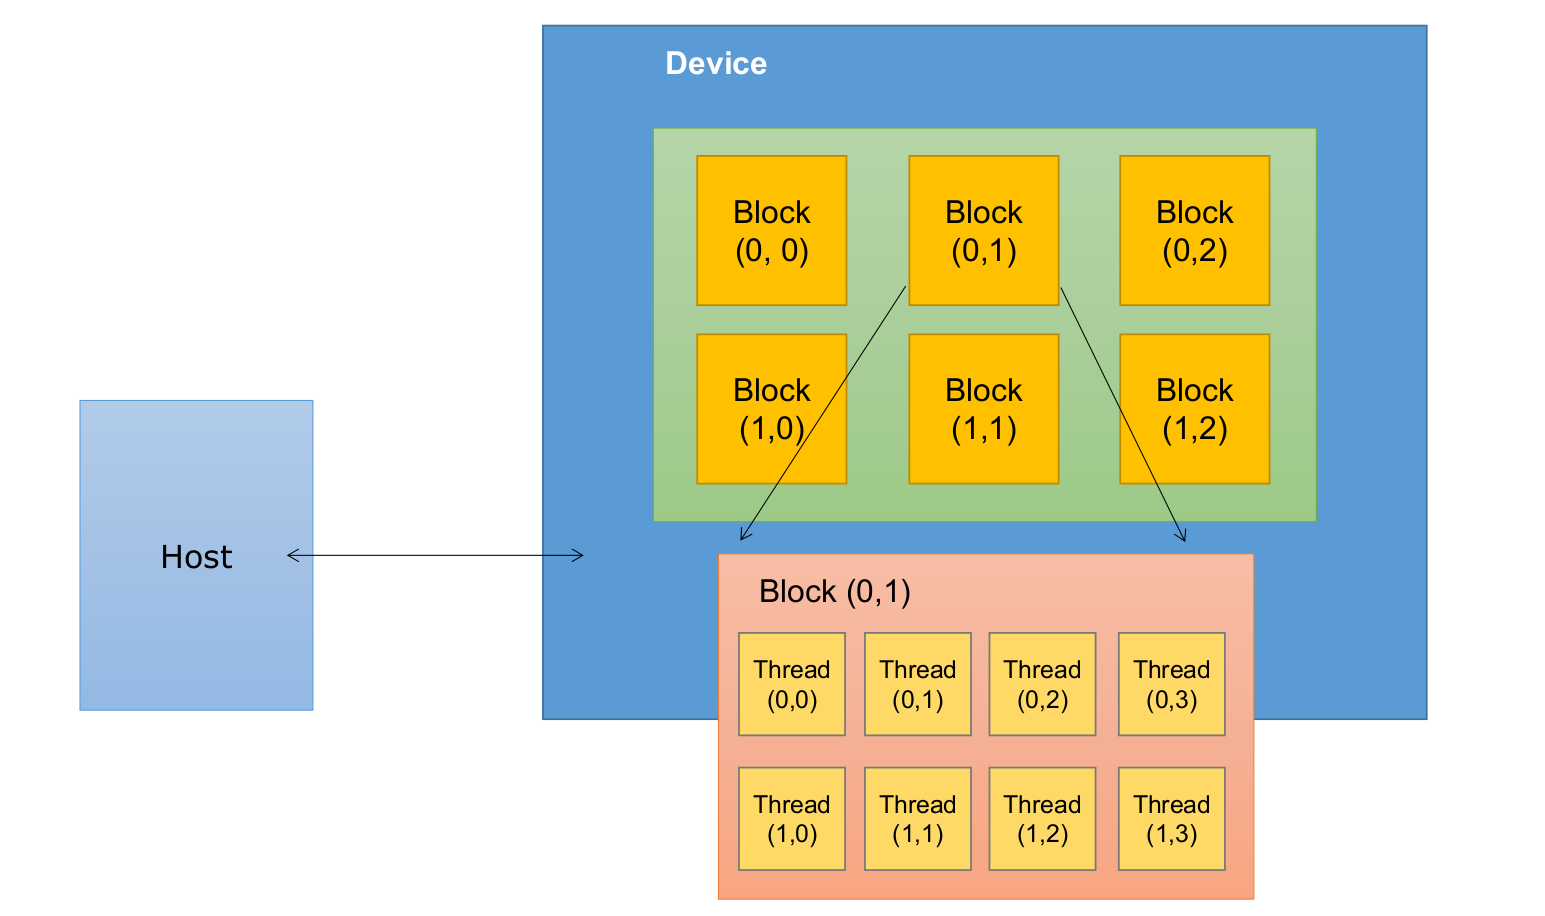 Device
Block
(0, 0)
Block
(0,1)
Block
(0,2)
Block
(1,0)
Block
(1,1)
Block
(1,2)
Host
Block (0,1)
Thread
(0,0)
Thread
(0,1)
Thread
(0,2)
Thread
(0,3)
Thread
(1,0)
Thread
(1,1)
Thread
(1,2)
Thread
(1,3)